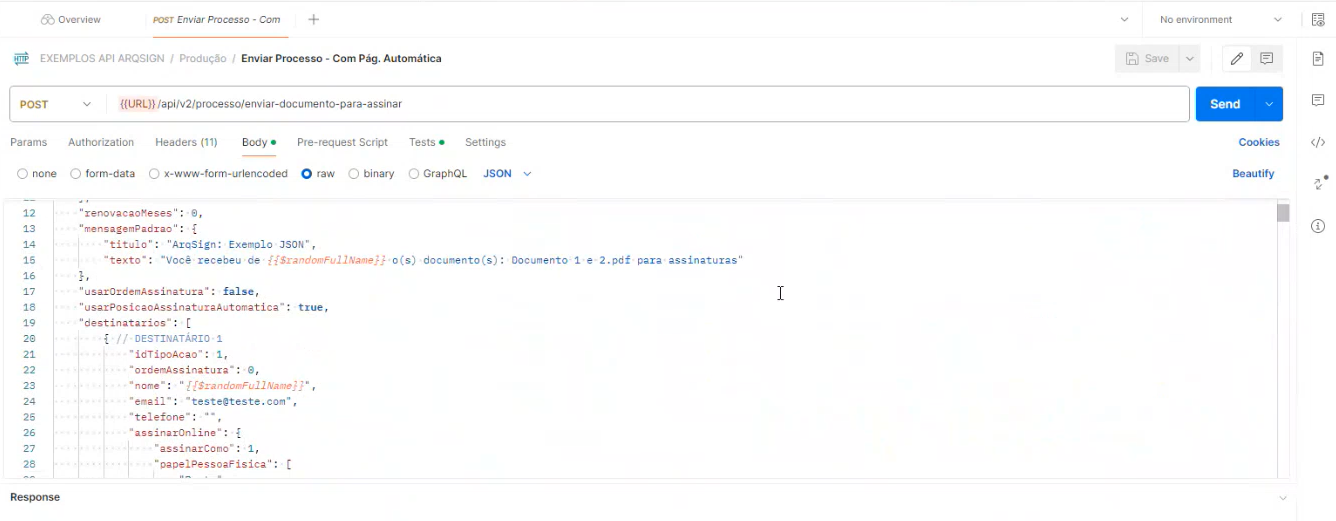 Overview
POST Enviar Processo - Com
No environment
HTTP
EXEMPLOS API ARQSIGN / Produção / Enviar Processo - Com Pág. Automática
Save
POST
{{URL}}/api/v2/processo/enviar-documento-para-assinar
Send
Params Authorization Headers (11) Body Pre-request Script Tests Settings Cookies
none form-data x-www-form-urlencoded raw binary GraphQL JSON Beautify
12 "renovacaoMeses": 0,
13 "mensagemPadrao": {
14 "titulo": "ArqSign: Exemplo JSON",
15 "texto": "Você recebeu de {{$randomFullName}} o(s) documento(s): Documento 1 e 2.pdf para assinaturas"
16 },
17 "usarOrdemAssinatura": false,
18 "usarPosicaoAssinaturaAutomatica": true,
19 "destinatarios": [
20 { // DESTINATÁRIO 1
21 "idTipoAcao": 1,
22 "ordemAssinatura": 0,
23 "nome": "{{$randomFullName}}",
24 "email": "teste@teste.com",
25 "telefone": "",
26 "assinarOnline": {
27 "assinarComo": 1,
28 "papelPessoaFisica": [
Response